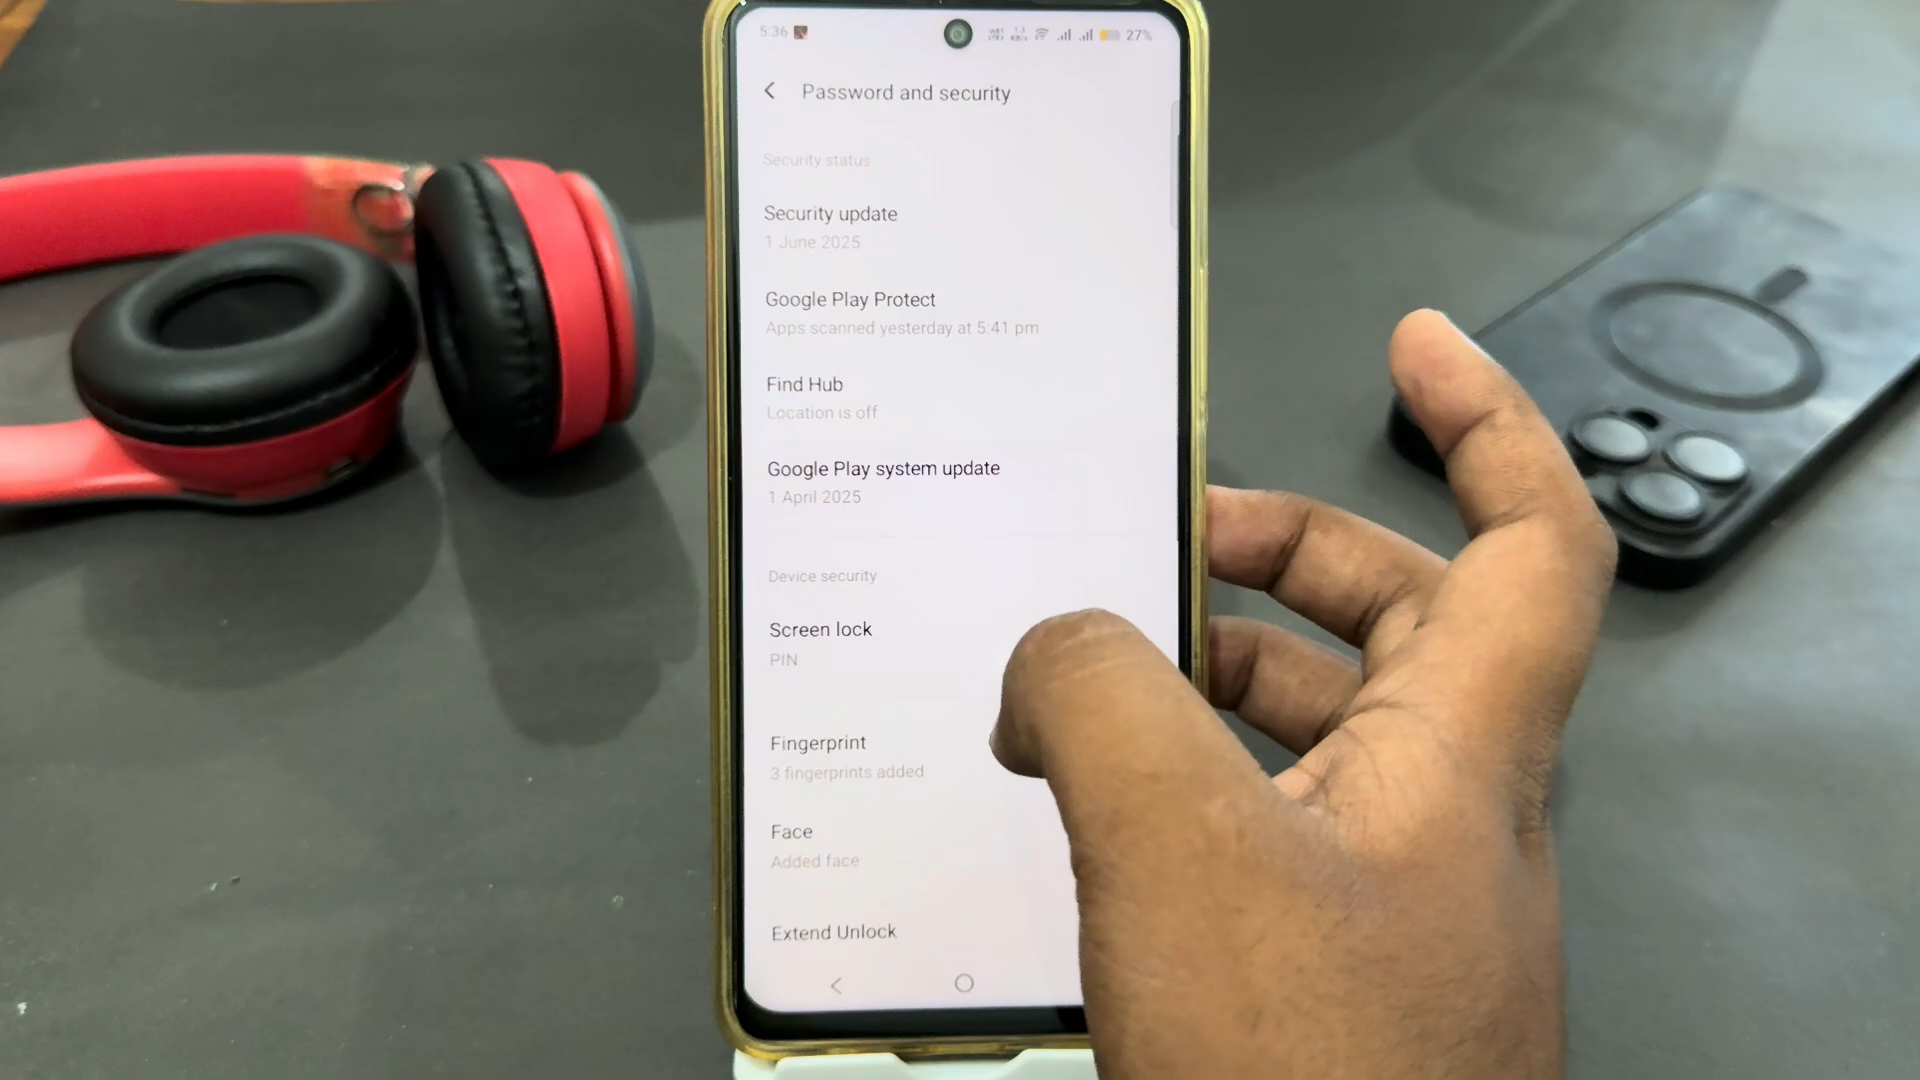 5:36
27%
Password and security
Security status
Security update
1 June 2025
Google Play Protect
Apps scanned yesterday at 5:41 pm
Find Hub
Location is off
Google Play system update
1 April 2025
Device security
Screen lock
PIN
Fingerprint
3 fingerprints added
Face
Added face
Extend Unlock